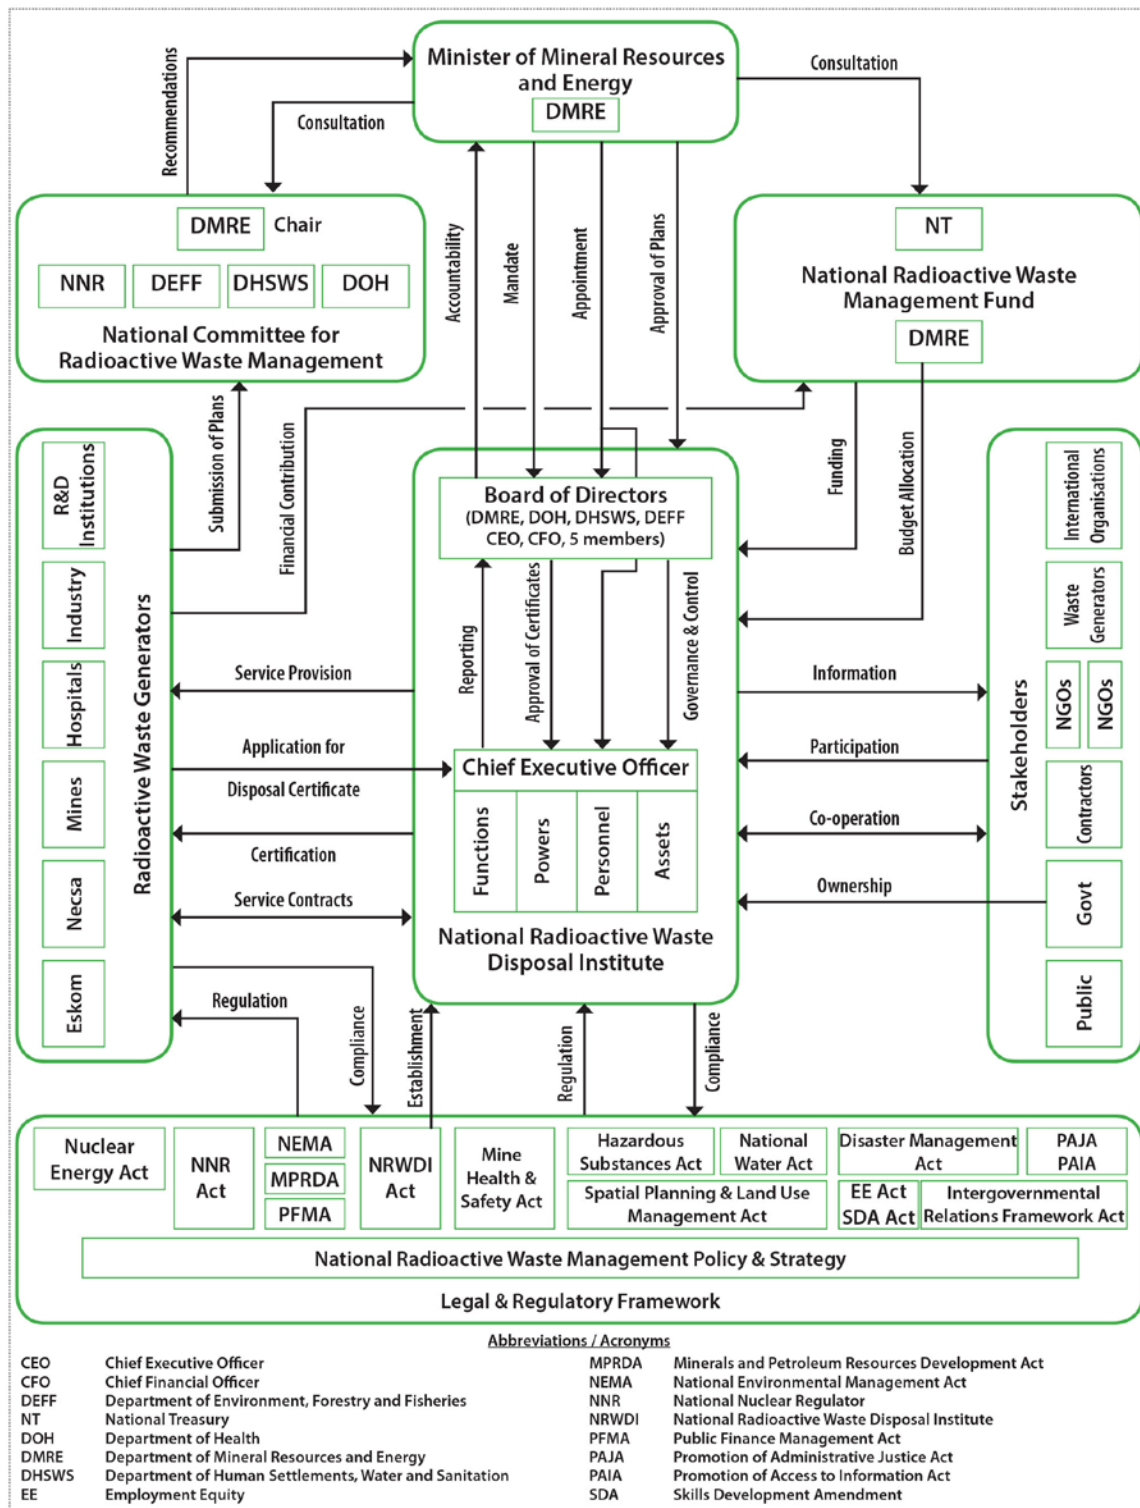 Minister of Mineral Resources
and Energy
DMRE
Recommendations
Consultation
Consultation
DMRE Chair
NNR DEFF DHSWS DOH
National Committee for
Radioactive Waste Management
NT
National Radioactive Waste
Management Fund
DMRE
Accountability
Mandate
Appointment
Approval of Plans
Submission of Plans
Financial Contribution
Funding
Budget Allocation
R&D
Institutions
Industry
Hospitals
Mines
Necsa
Eskom
Radioactive Waste Generators
Board of Directors
(DMRE, DOH, DHSWS, DEFF
CEO, CFO, 5 members)
Reporting
Approval of Certificates
Governance & Control
Chief Executive Officer
Functions
Powers
Personnel
Assets
National Radioactive Waste
Disposal Institute
Service Provision
Application for
Disposal Certificate
Certification
Service Contracts
Regulation
Compliance
Establishment
Regulation
Compliance
Information
Participation
Co-operation
Ownership
Stakeholders
International
Organisations
Waste
Generators
NGOs
NGOs
Contractors
Govt
Public
Nuclear
Energy Act
NNR
Act
NEMA
MPRDA
PFMA
NRWDI
Act
Mine
Health &
Safety Act
Hazardous
Substances Act
National
Water Act
Spatial Planning & Land Use
Management Act
Disaster Management
Act
PAJA
PAIA
EE Act
SDA Act
Intergovernmental
Relations Framework Act
National Radioactive Waste Management Policy & Strategy
Legal & Regulatory Framework
Abbreviations / Acronyms
CEO Chief Executive Officer
CFO Chief Financial Officer
DEFF Department of Environment, Forestry and Fisheries
NT National Treasury
DOH Department of Health
DMRE Department of Mineral Resources and Energy
DHSWS Department of Human Settlements, Water and Sanitation
EE Employment Equity
MPRDA Minerals and Petroleum Resources Development Act
NEMA National Environmental Management Act
NNR National Nuclear Regulator
NRWDI National Radioactive Waste Disposal Institute
PFMA Public Finance Management Act
PAJA Promotion of Administrative Justice Act
PAIA Promotion of Access to Information Act
SDA Skills Development Amendment